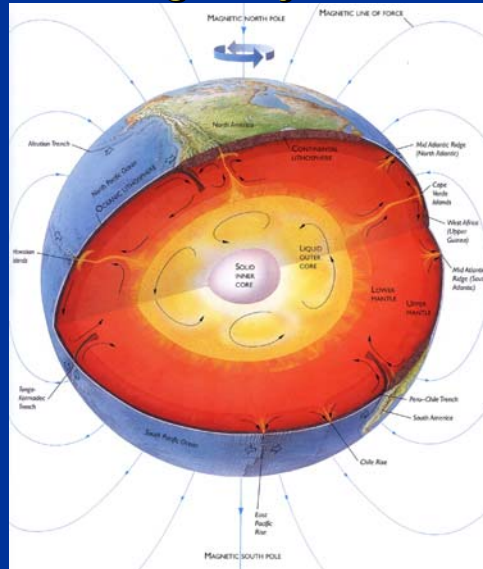 MAGNETIC NORTH POLE
MAGNETIC LINE OF FORCE
North America
Aleutian Trench
North Pacific Ocean
OCEANIC LITHOSPHERE
CONTINENTAL
LITHOSPHERE
Mid Atlantic Ridge
(North Atlantic)
Cape
Verde
Islands
West Africa
(Upper
Guinea)
Mid Atlantic
Ridge (South
Atlantic)
Hawaiian
Islands
SOLID
INNER
CORE
LIQUID
OUTER
CORE
LOWER
MANTLE
UPPER
MANTLE
Tonga-
Kermadec
Trench
Peru–Chile Trench
South America
South Pacific Ocean
Chile Rise
East
Pacific
Rise
MAGNETIC SOUTH POLE